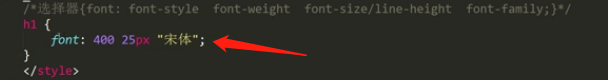 /*选择器{font: font-style  font-weight  font-size/line-height  font-family;}*/
h1 {
    font: 400 25px "宋体";
}
</style>